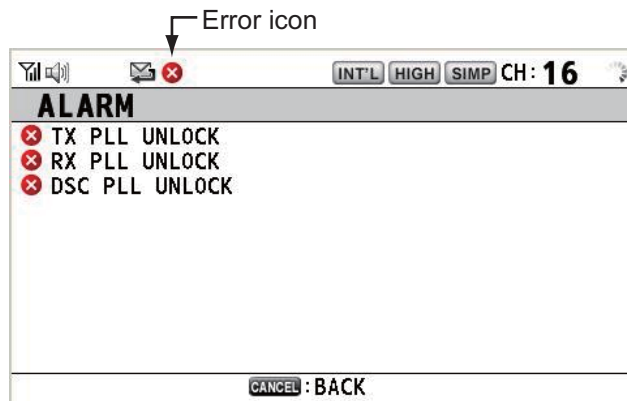 Error icon
INT'L HIGH SIMP CH: 16
ALARM
TX PLL UNLOCK
RX PLL UNLOCK
DSC PLL UNLOCK
CANCEL : BACK